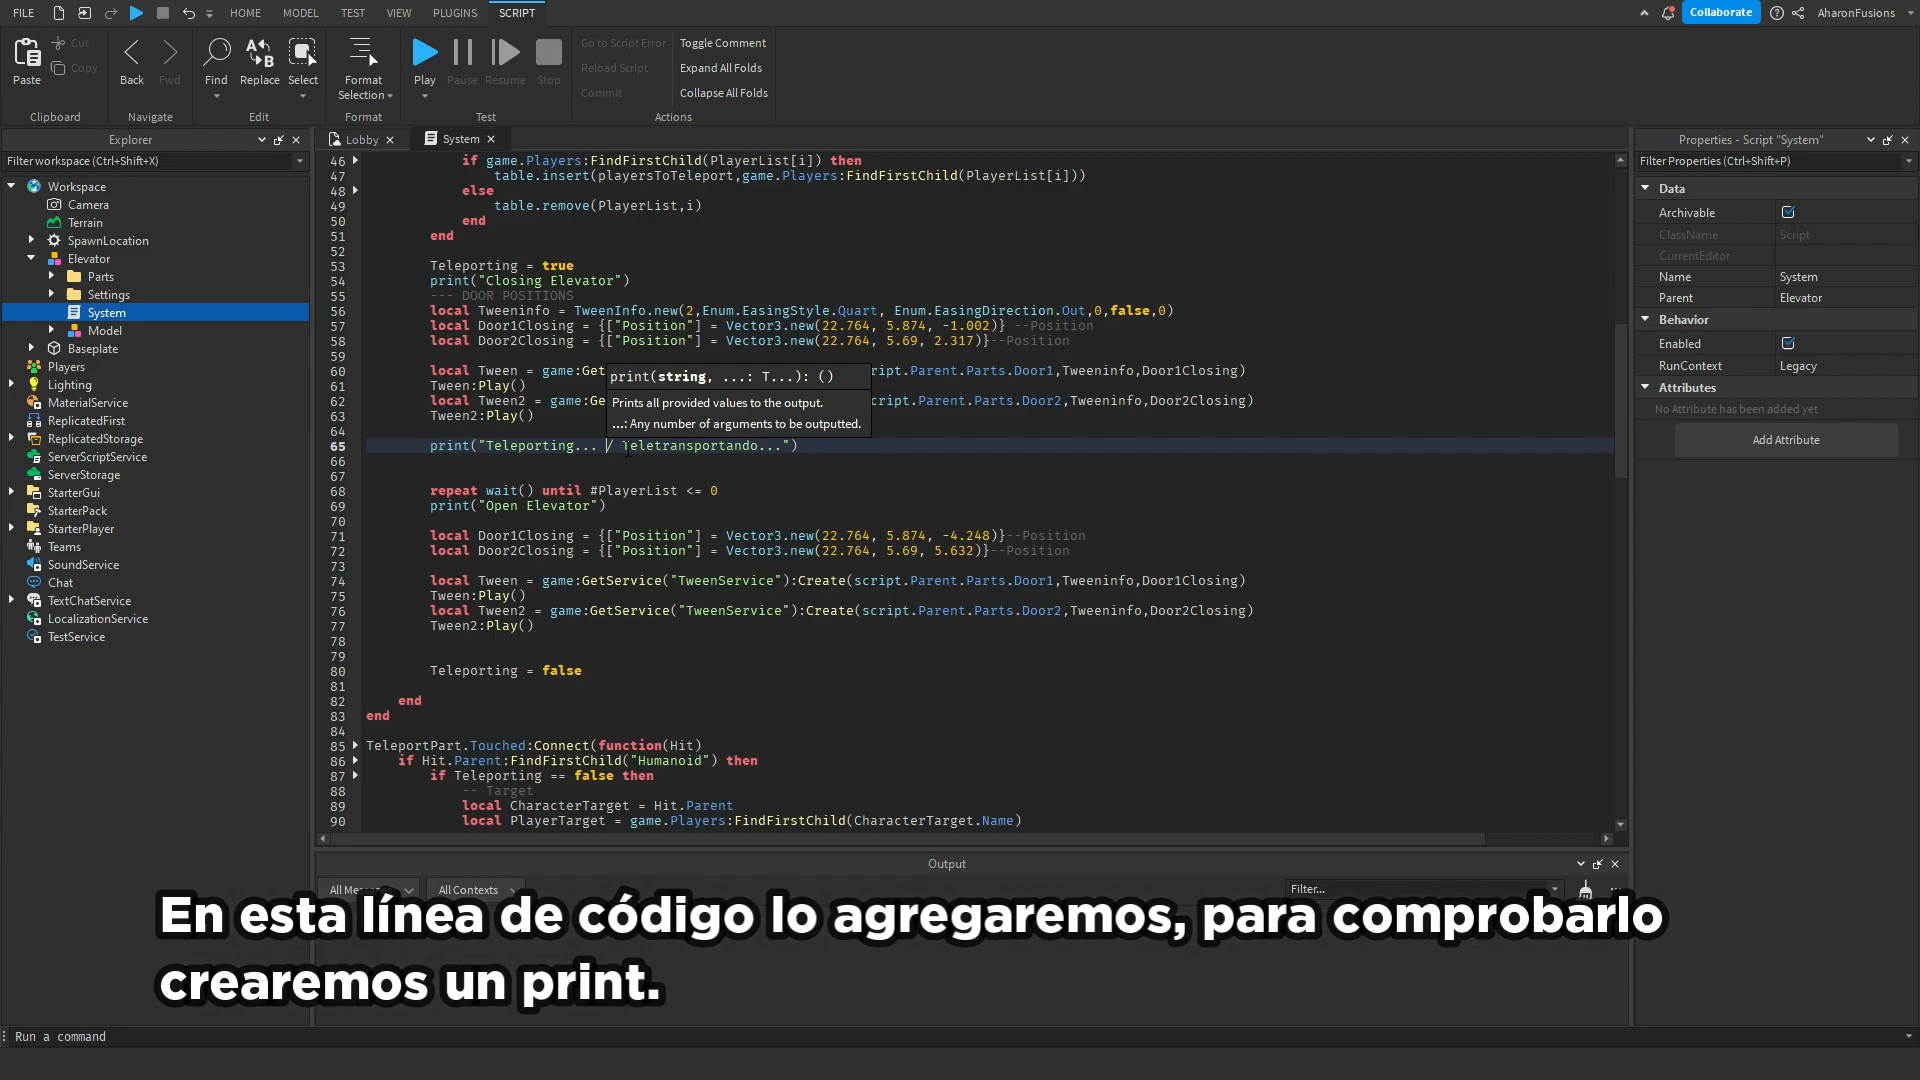 FILE HOME MODEL TEST VIEW PLUGINS SCRIPT Collaborate AharonFusions
Paste Cut Copy Back Fwd Find Replace Select Format Selection Play Pause Resume Stop
Go to Script Error Toggle Comment
Reload Script Expand All Folds
Commit Collapse All Folds
Clipboard Navigate Edit Format Test Actions
Explorer
Filter workspace (Ctrl+Shift+X)
Workspace
Camera
Terrain
SpawnLocation
Elevator
Parts
Settings
System
Model
Baseplate
Players
Lighting
MaterialService
ReplicatedFirst
ReplicatedStorage
ServerScriptService
ServerStorage
StarterGui
StarterPack
StarterPlayer
Teams
SoundService
Chat
TextChatService
LocalizationService
TestService
Lobby System
46 if game.Players:FindFirstChild(PlayerList[i]) then
47 table.insert(playersToTeleport,game.Players:FindFirstChild(PlayerList[i]))
48 else
49 table.remove(PlayerList,i)
50 end
51 end
52
53 Teleporting = true
54 print("Closing Elevator")
55 --- DOOR POSITIONS
56 local Tweeninfo = TweenInfo.new(2,Enum.EasingStyle.Quart, Enum.EasingDirection.Out,0,false,0)
57 local Door1Closing = {["Position"] = Vector3.new(22.764, 5.874, -1.002)} --Position
58 local Door2Closing = {["Position"] = Vector3.new(22.764, 5.69, 2.317)}--Position
59
60 local Tween = game:Get cript.Parent.Parts.Door1,Tweeninfo,Door1Closing)
61 Tween:Play()
62 local Tween2 = game:Ge cript.Parent.Parts.Door2,Tweeninfo,Door2Closing)
63 Tween2:Play()
64
print(string, ...: T...): ()
Prints all provided values to the output.
...: Any number of arguments to be outputted.
65 print("Teleporting... / Teletransportando...")
66
67
68 repeat wait() until #PlayerList <= 0
69 print("Open Elevator")
70
71 local Door1Closing = {["Position"] = Vector3.new(22.764, 5.874, -4.248)}--Position
72 local Door2Closing = {["Position"] = Vector3.new(22.764, 5.69, 5.632)}--Position
73
74 local Tween = game:GetService("TweenService"):Create(script.Parent.Parts.Door1,Tweeninfo,Door1Closing)
75 Tween:Play()
76 local Tween2 = game:GetService("TweenService"):Create(script.Parent.Parts.Door2,Tweeninfo,Door2Closing)
77 Tween2:Play()
78
79
80 Teleporting = false
81
82 end
83 end
84
85 TeleportPart.Touched:Connect(function(Hit)
86 if Hit.Parent:FindFirstChild("Humanoid") then
87 if Teleporting == false then
88 -- Target
89 local CharacterTarget = Hit.Parent
90 local PlayerTarget = game.Players:FindFirstChild(CharacterTarget.Name)
Output
All Contexts Filter...
Properties - Script "System"
Filter Properties (Ctrl+Shift+P)
Data
Archivable
ClassName Script
CurrentEditor
Name System
Parent Elevator
Behavior
Enabled
RunContext Legacy
Attributes
No Attribute has been added yet
Add Attribute
En esta línea de código lo agregaremos, para comprobarlo
crearemos un print.
Run a command